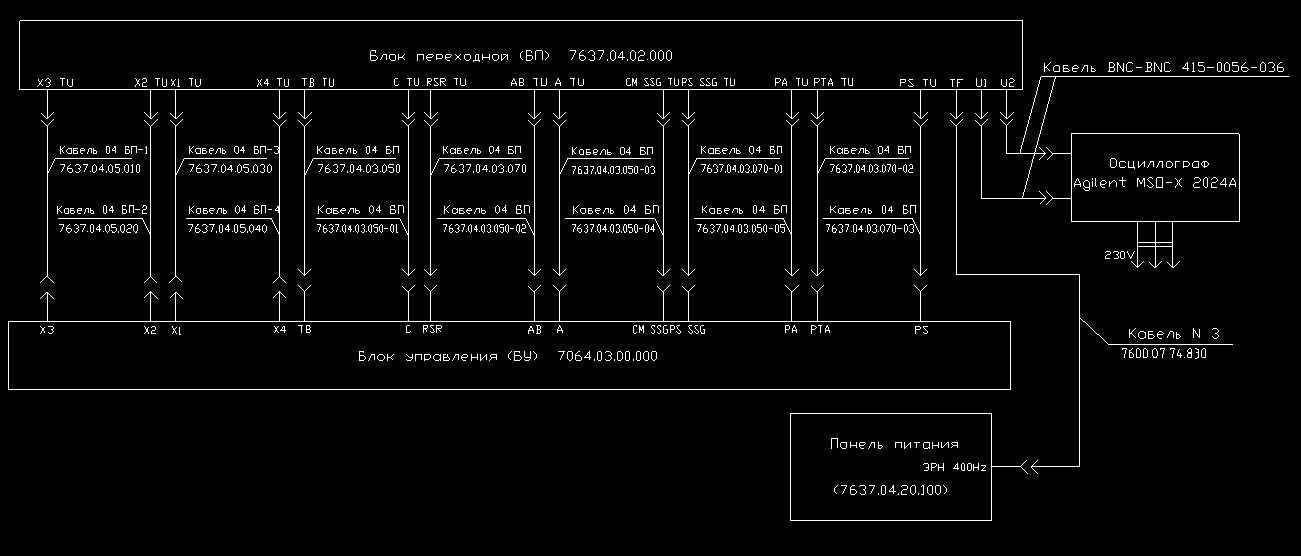 Блок переходной (БП) 7637.04.02.000
X3 TU X2 TU X1 TU X4 TU TB TU C TU RSR TU AB TU A TU CM SSG TU PS SSG TU PA TU PTA TU PS TU TF U1 U2
Кабель BNC-BNC 415-0056-036
Кабель 04 БП-1 Кабель 04 БП-3 Кабель 04 БП Кабель 04 БП Кабель 04 БП Кабель 04 БП Кабель 04 БП
7637.04.05.010 7637.04.05.030 7637.04.03.050 7637.04.03.070 7637.04.03.050-03 7637.04.03.070-01 7637.04.03.070-02
Осциллограф
Agilent MSO-X 2024A
Кабель 04 БП-2 Кабель 04 БП-4 Кабель 04 БП Кабель 04 БП Кабель 04 БП Кабель 04 БП Кабель 04 БП
7637.04.05.020 7637.04.05.040 7637.04.03.050-01 7637.04.03.050-02 7637.04.03.050-04 7637.04.03.050-05 7637.04.03.070-03
230V
X3 X2 X1 X4 TB C RSR AB A CM SSG PS SSG PA PTA PS
Блок управления (БУ) 7064.03.00.000
Кабель N 3
7600 07 74.830
Панель питания
ЭРН 400Hz
(7637.04.20.100)